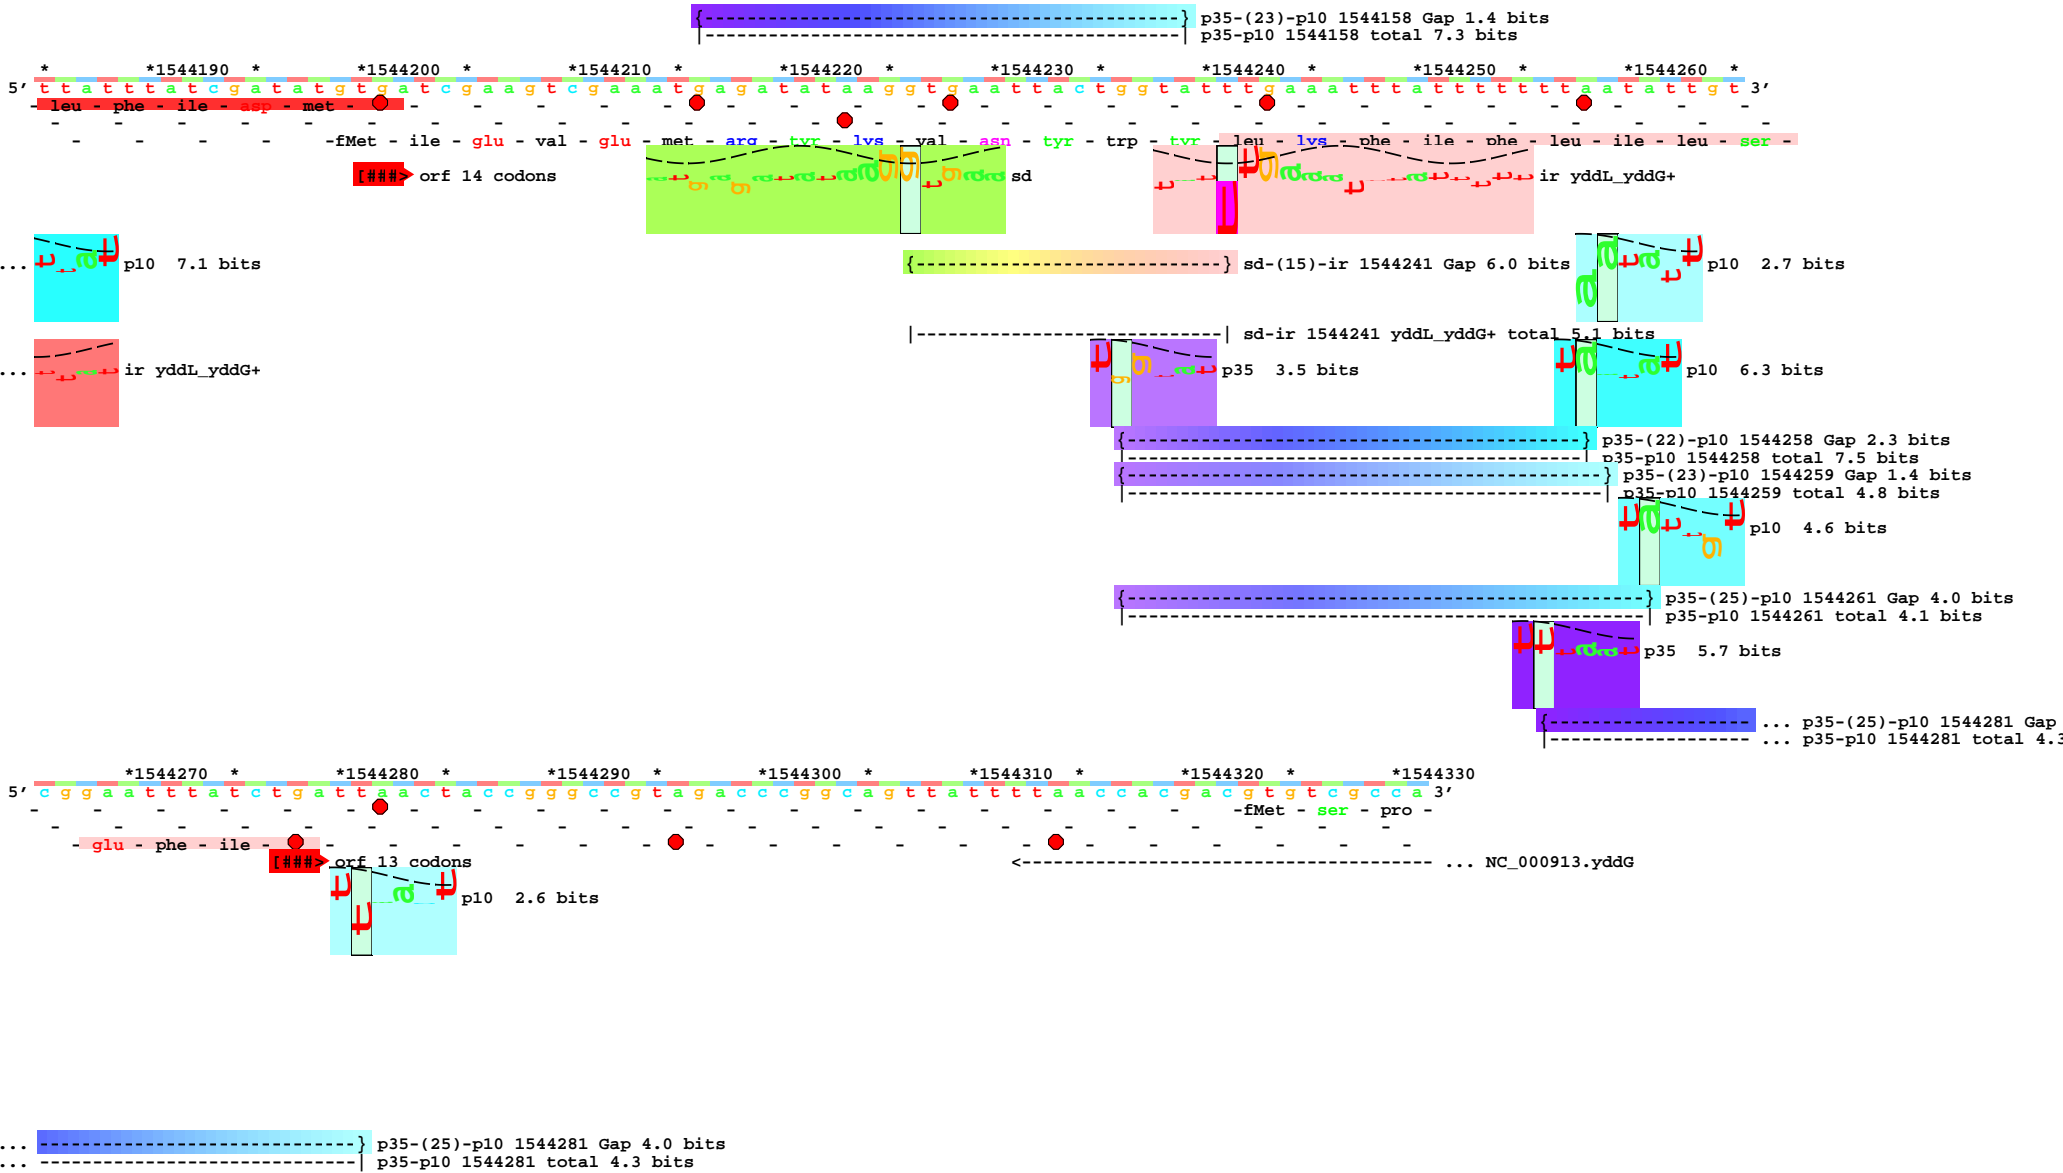 {-----------------------} p35-(23)-p10 1544158 Gap 1.4 bits
|-----------------------| p35-p10 1544158 total 7.3 bits
* *1544190 * *1544200 * *1544210 * *1544220 * *1544230 * *1544240 * *1544250 * *1544260 *
5' t t a t t t a t c g a t a t g t g a t c g a a g t c g a a a t g a g a t a t a a g g t g a a t t a c t g g t a t t t g a a a t t t a t t t t t t t a a t a t t g t 3'
- leu - phe - ile - asp - met - - - - - - - - - - - - - - - - - - - - - -
- - - -fMet - ile - glu - val - glu - met - arg - tyr - lys - val - asn - tyr - trp - tyr - leu - lys - phe - ile - phe - leu - ile - leu - ser -
[###> orf 14 codons
sd
ir yddL_yddG+
... p10 7.1 bits
{---------------} sd-(15)-ir 1544241 Gap 6.0 bits
p10 2.7 bits
|---------------| sd-ir 1544241 yddL_yddG+ total 5.1 bits
... ir yddL_yddG+
p35 3.5 bits
p10 6.3 bits
{----------------------} p35-(22)-p10 1544258 Gap 2.3 bits
|----------------------| p35-p10 1544258 total 7.5 bits
{-----------------------} p35-(23)-p10 1544259 Gap 1.4 bits
|-----------------------| p35-p10 1544259 total 4.8 bits
p10 4.6 bits
{-------------------------} p35-(25)-p10 1544261 Gap 4.0 bits
|-------------------------| p35-p10 1544261 total 4.1 bits
p35 5.7 bits
{---------- ... p35-(25)-p10 1544281 Gap
|---------- ... p35-p10 1544281 total 4.3
*1544270 * *1544280 * *1544290 * *1544300 * *1544310 * *1544320 * *1544330
5' c g g a a t t t a t c t g a t t a a c t a c c g g g c c g t a g a c c c g g c a g t t a t t t t a a c c a c g a c g t g t c g c c a 3'
- - - - - - - - - - - - - - - - - - -fMet - ser - pro -
- glu - phe - ile - - - - - - - - - - - - - - - - - -
[###> orf 13 codons
<-------------------- ... NC_000913.yddG
p10 2.6 bits
... ---------------} p35-(25)-p10 1544281 Gap 4.0 bits
... ---------------| p35-p10 1544281 total 4.3 bits